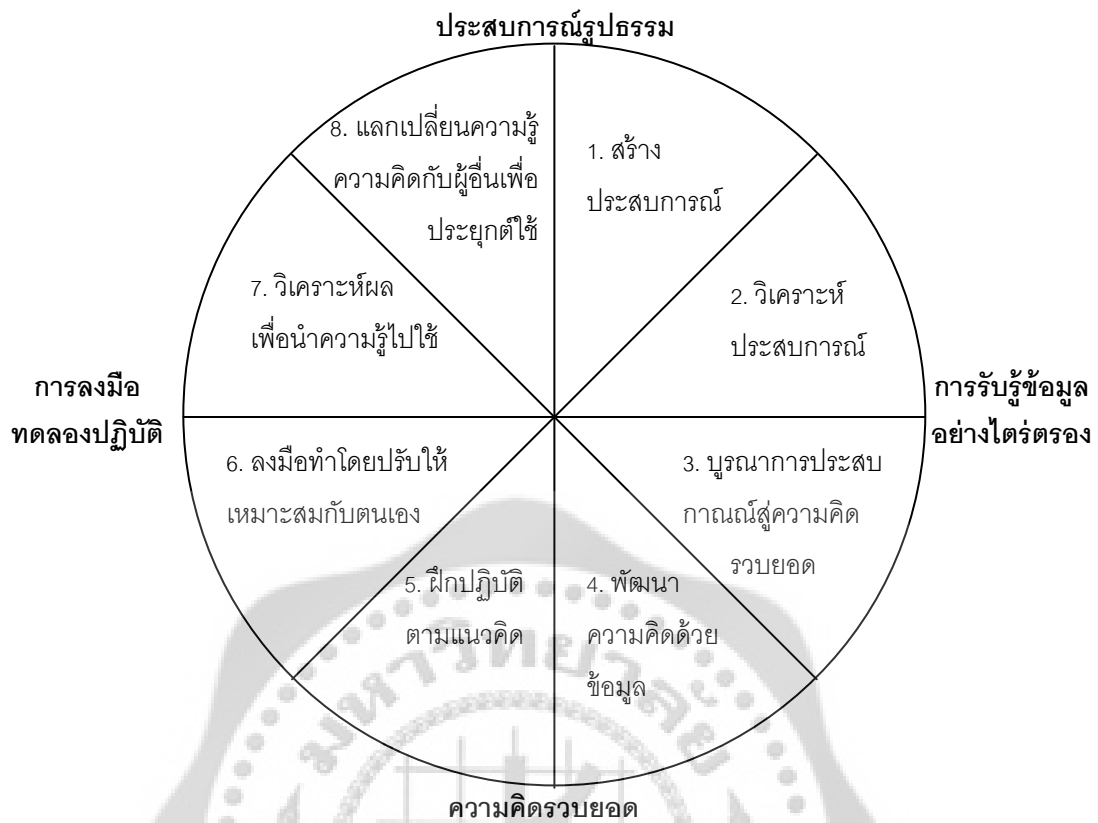 ประสบการณ์รูปธรรม
8. แลกเปลี่ยนความรู้
ความคิดกับผู้อื่นเพื่อ
ประยุกต์ใช้
1. สร้าง
ประสบการณ์
7. วิเคราะห์ผล
เพื่อนำความรู้ไปใช้
2. วิเคราะห์
ประสบการณ์
การลงมือ
ทดลองปฏิบัติ
การรับรู้ข้อมูล
อย่างไตร่ตรอง
6. ลงมือทำโดยปรับให้
เหมาะสมกับตนเอง
3. บูรณาการประสบ
กาณณ์สู่ความคิด
รวบยอด
5. ฝึกปฏิบัติ
ตามแนวคิด
4. พัฒนา
ความคิดด้วย
ข้อมูล
มหาวิทยาลัย
ความคิดรวบยอด